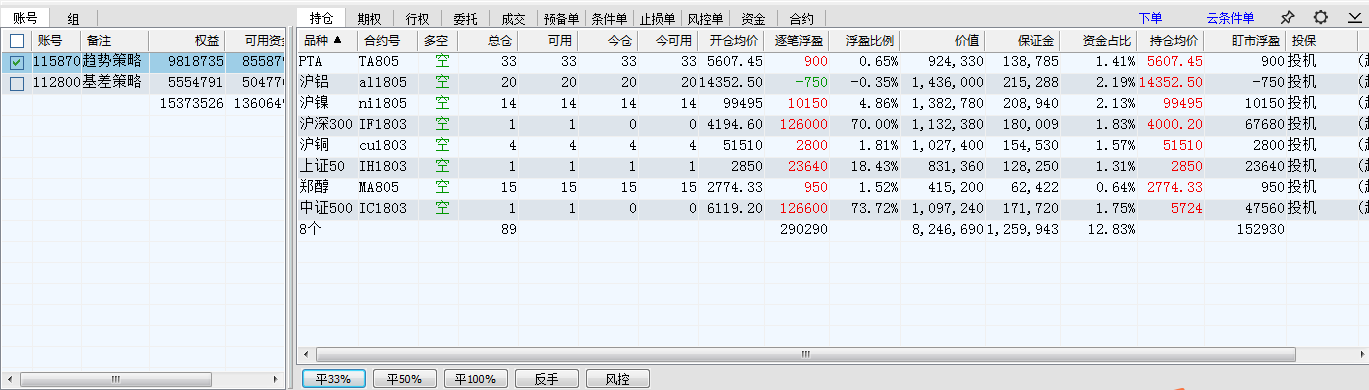 账号 组
账号 备注 权益 可用资金
115870 趋势策略 9818735 85587
112800 基差策略 5554791 50477
15373526 136064
持仓 期权 行权 委托 成交 预备单 条件单 止损单 风控单 资金 合约 下单 云条件单
品种 ▲ 合约号 多空 总仓 可用 今仓 今可用 开仓均价 逐笔浮盈 浮盈比例 价值 保证金 资金占比 持仓均价 盯市浮盈 投保
PTA TA805 空 33 33 33 33 5607.45 900 0.65% 924,330 138,785 1.41% 5607.45 900 投机
沪铝 al1805 空 20 20 20 20 14352.50 -750 -0.35% 1,436,000 215,288 2.19% 14352.50 -750 投机
沪镍 ni1805 空 14 14 14 14 99495 10150 4.86% 1,382,780 208,940 2.13% 99495 10150 投机
沪深300 IF1803 空 1 1 0 0 4194.60 126000 70.00% 1,132,380 180,009 1.83% 4000.20 67680 投机
沪铜 cu1803 空 4 4 4 4 51510 2800 1.81% 1,027,400 154,530 1.57% 51510 2800 投机
上证50 IH1803 空 1 1 1 1 2850 23640 18.43% 831,360 128,250 1.31% 2850 23640 投机
郑醇 MA805 空 15 15 15 15 2774.33 950 1.52% 415,200 62,422 0.64% 2774.33 950 投机
中证500 IC1803 空 1 1 0 0 6119.20 126600 73.72% 1,097,240 171,720 1.75% 5724 47560 投机
8个 89 290290 8,246,690 1,259,943 12.83% 152930
平33% 平50% 平100% 反手 风控